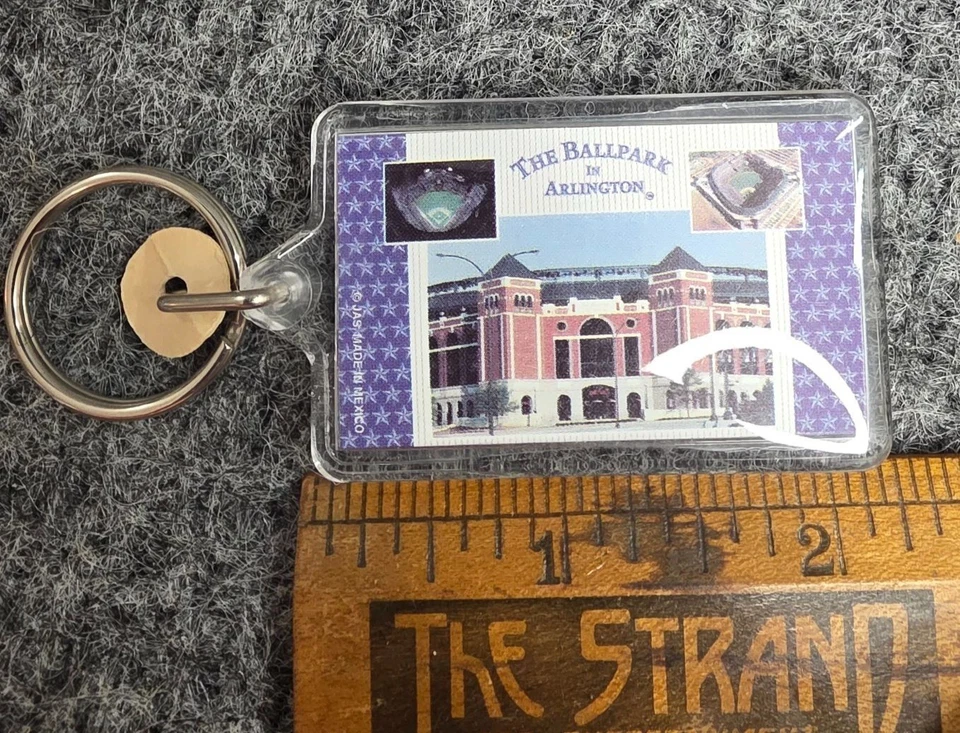 THE BALLPARK
IN
ARLINGTON
© JAS. MADE IN MEXICO
1 2
THE STRAND